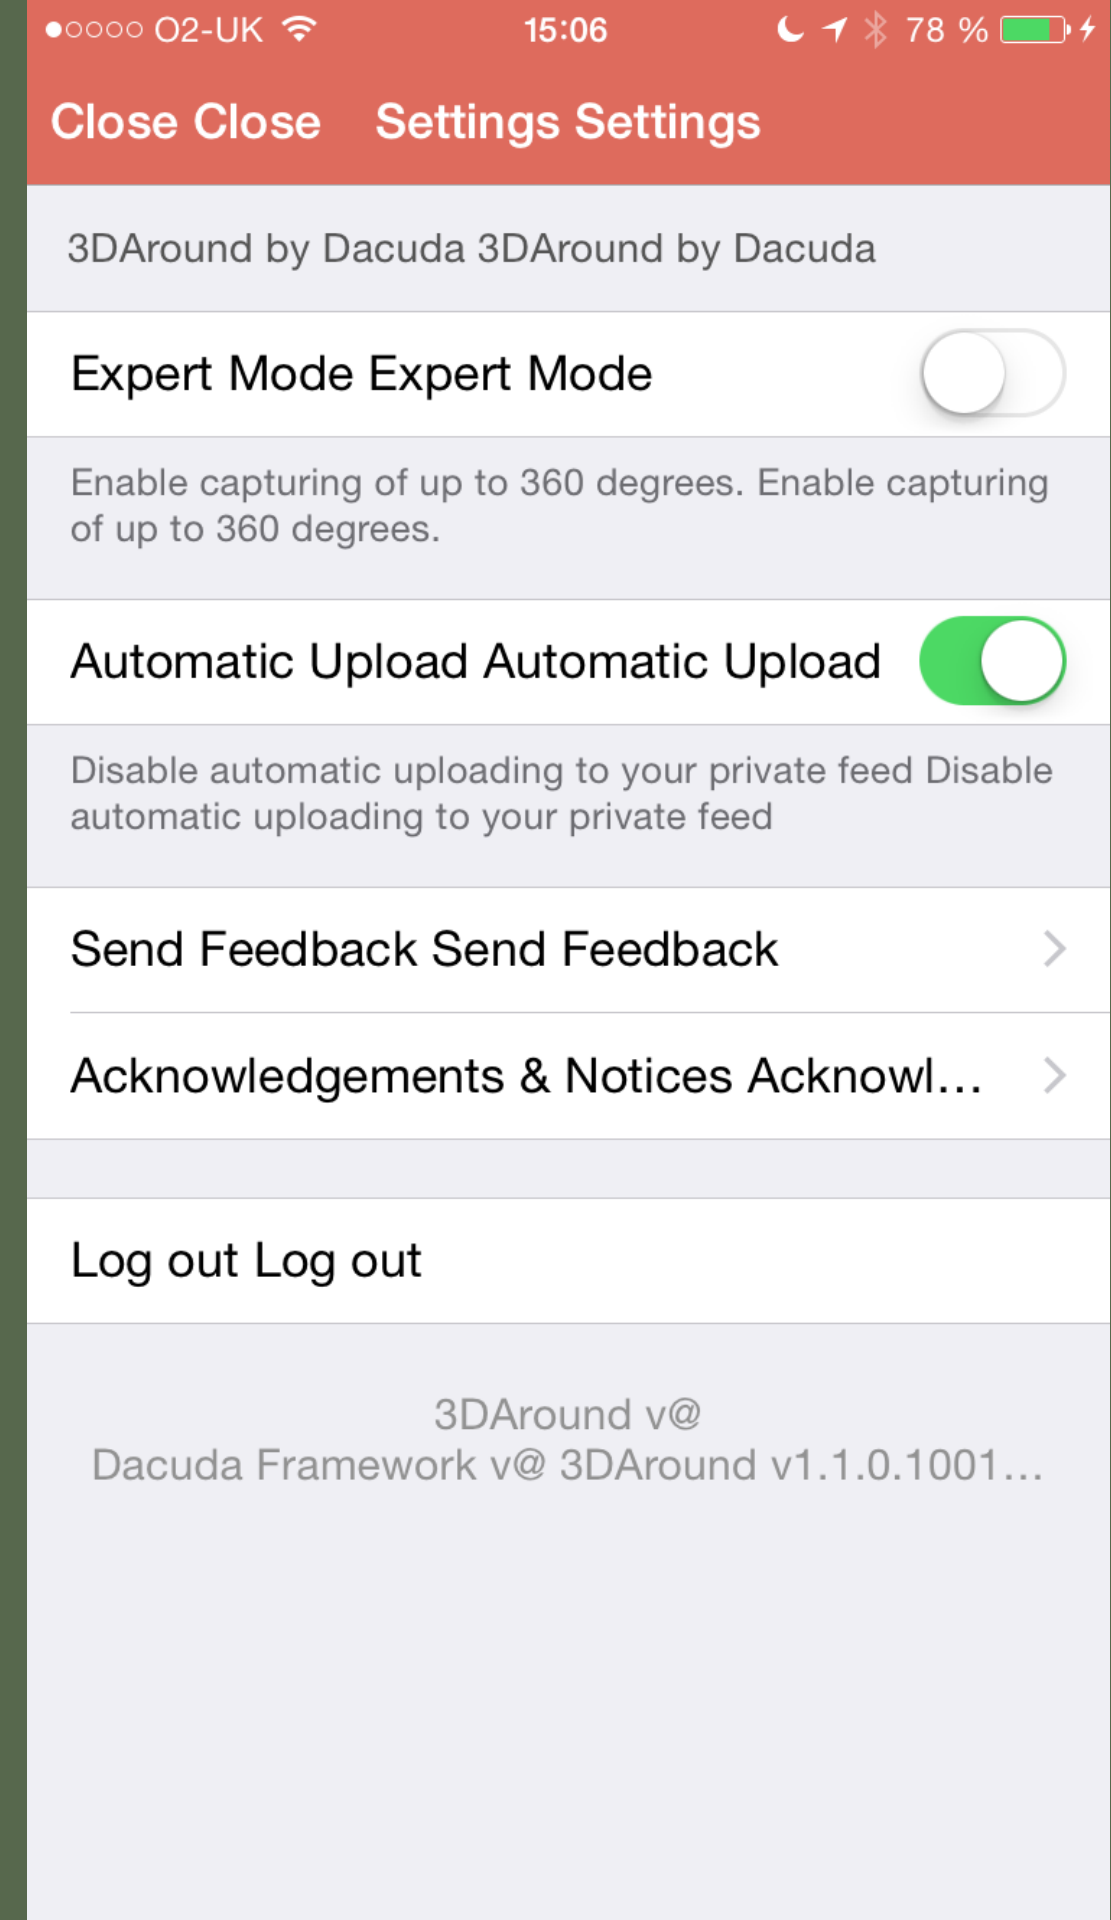 O2-UK 15:06 78 %
Close Close Settings Settings
3DAround by Dacuda 3DAround by Dacuda
Expert Mode Expert Mode
Enable capturing of up to 360 degrees. Enable capturing
of up to 360 degrees.
Automatic Upload Automatic Upload
Disable automatic uploading to your private feed Disable
automatic uploading to your private feed
Send Feedback Send Feedback
Acknowledgements & Notices Acknowl...
Log out Log out
3DAround v@
Dacuda Framework v@ 3DAround v1.1.0.1001...